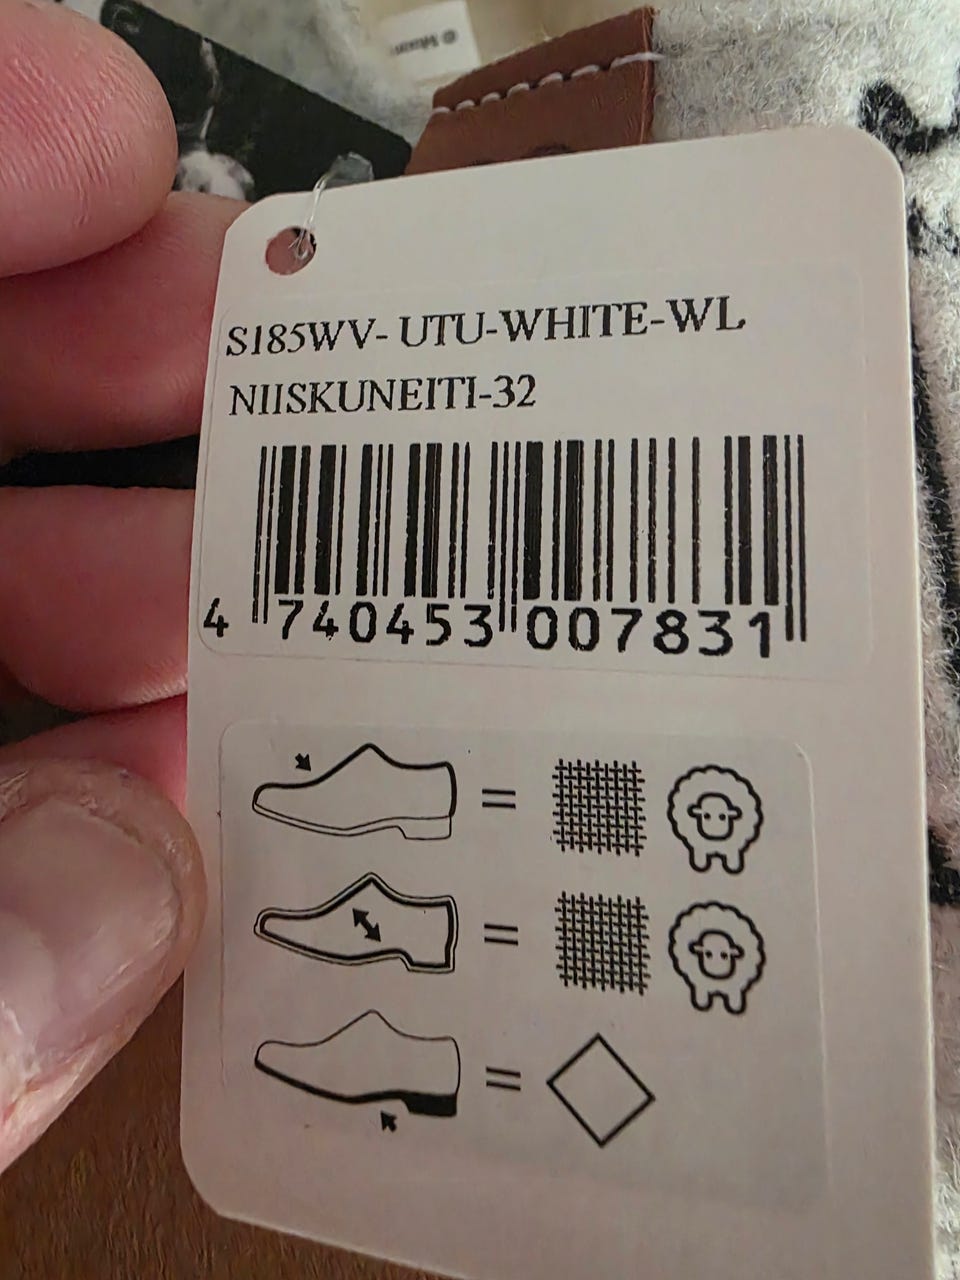 S185WV- UTU-WHITE-WL
NIISKUNEITI-32
4 740453 007831